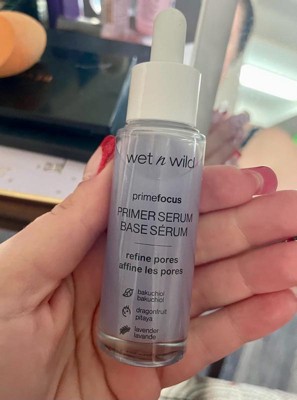 wet n wild
primefocus
PRIMER SERUM
BASE SÉRUM
refine pores
affine les pores
bakuchiol
bakuchiol
dragonfruit
pitaya
lavender
lavande